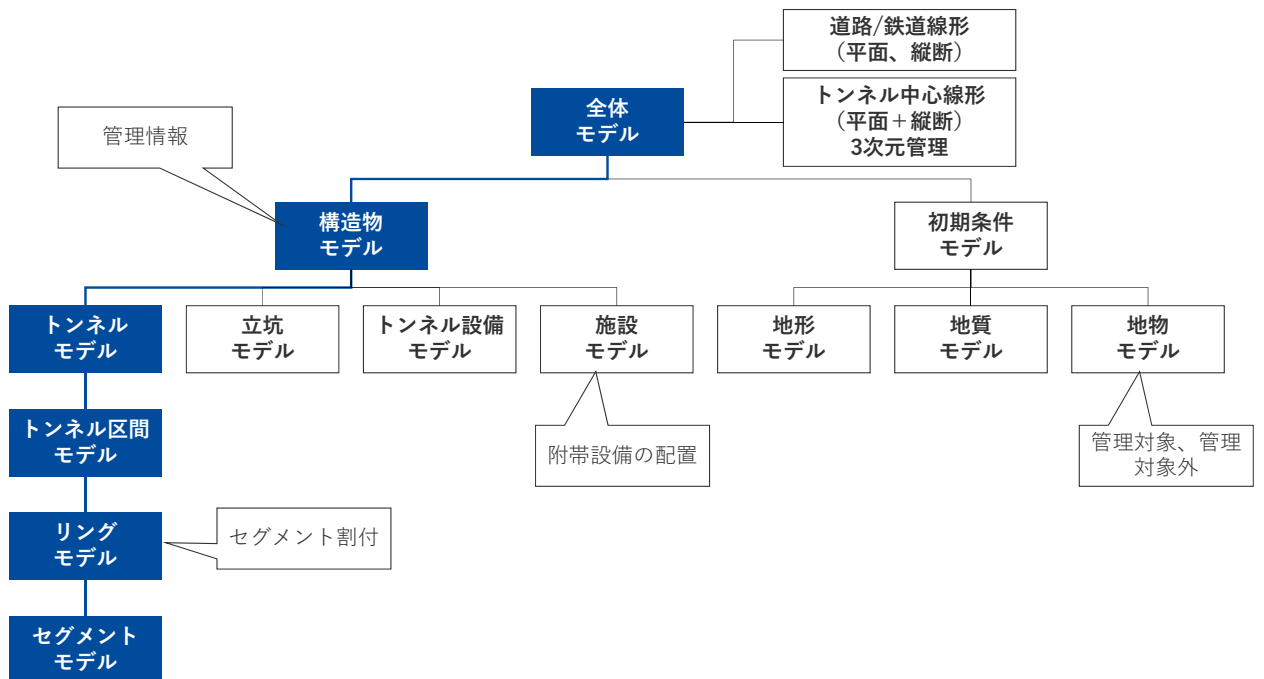 道路/鉄道線形
（平面、縦断）
全体
モデル
トンネル中心線形
（平面＋縦断）
3次元管理
管理情報
構造物
モデル
初期条件
モデル
トンネル
モデル
立坑
モデル
トンネル設備
モデル
施設
モデル
地形
モデル
地質
モデル
地物
モデル
トンネル区間
モデル
附帯設備の配置
管理対象、管理
対象外
リング
モデル
セグメント割付
セグメント
モデル